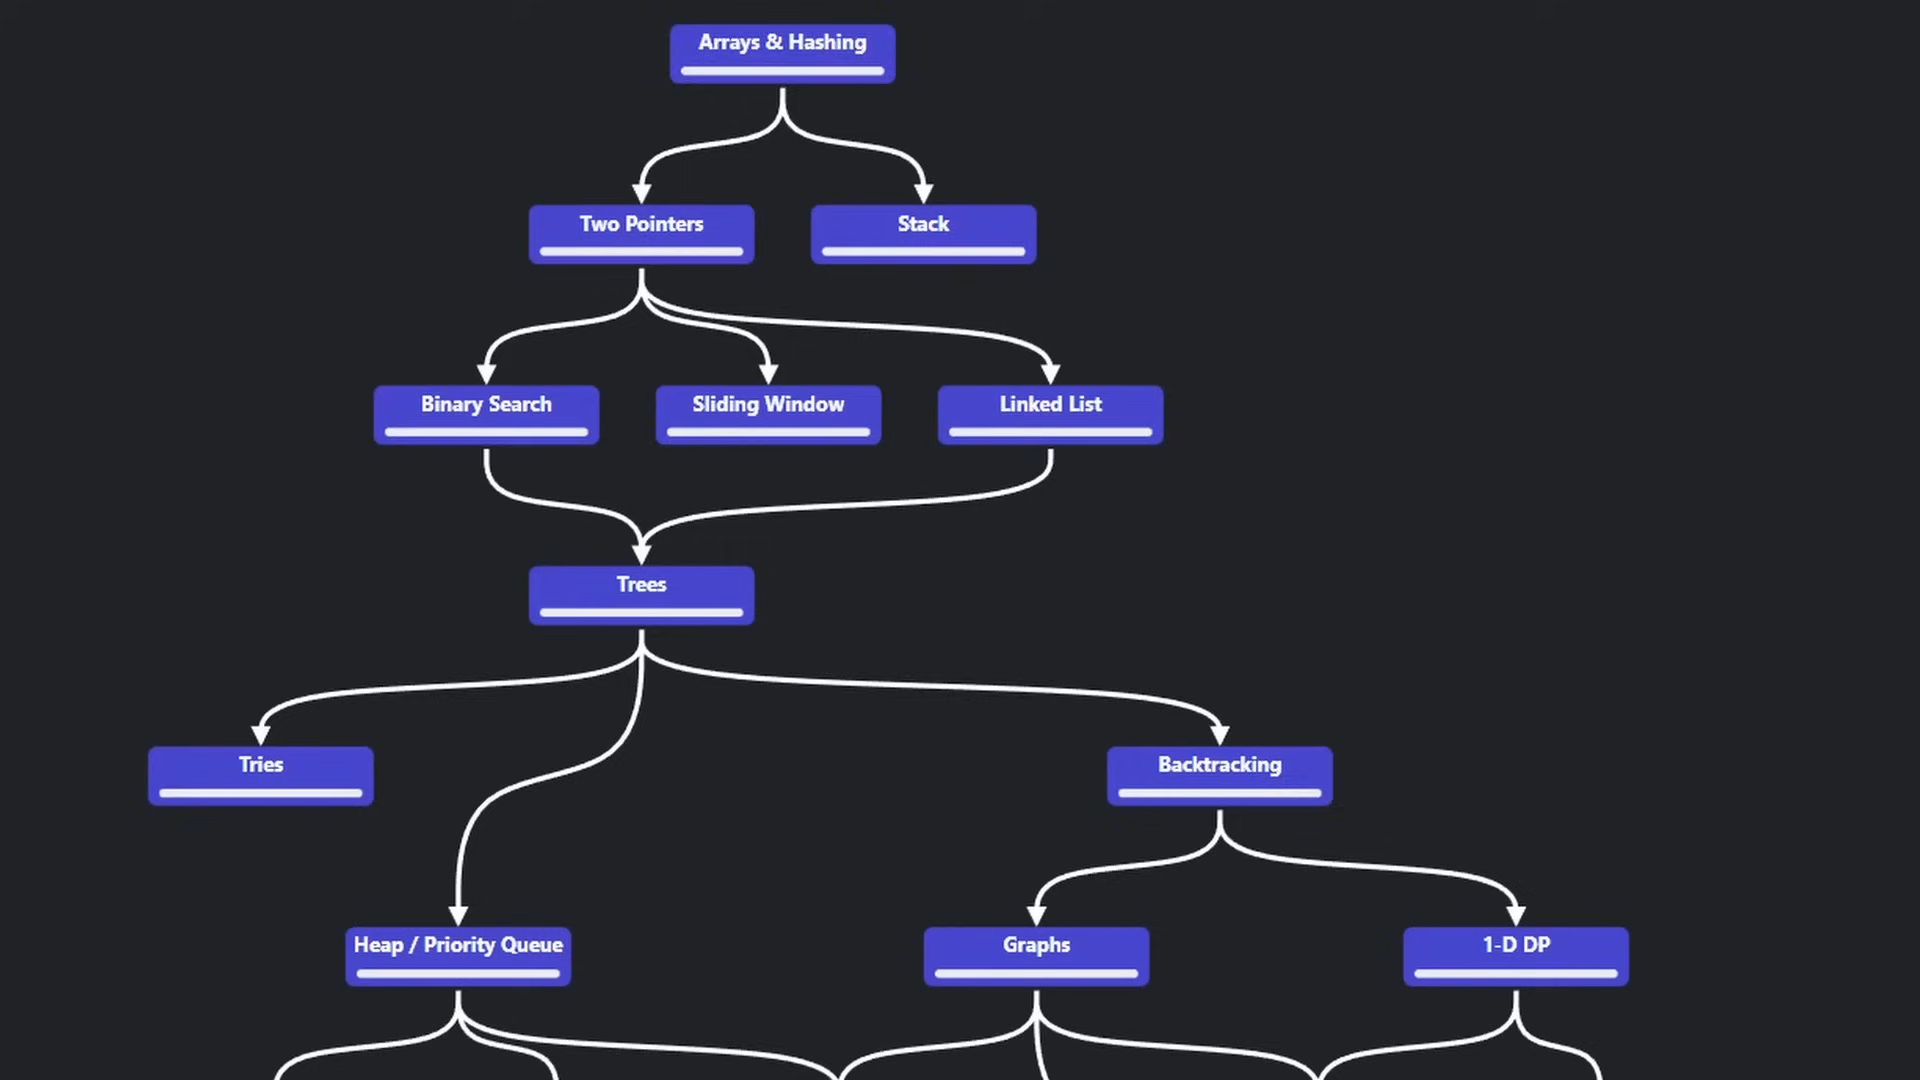 Arrays & Hashing
Two Pointers
Stack
Binary Search
Sliding Window
Linked List
Trees
Tries
Backtracking
Heap / Priority Queue
Graphs
1-D DP